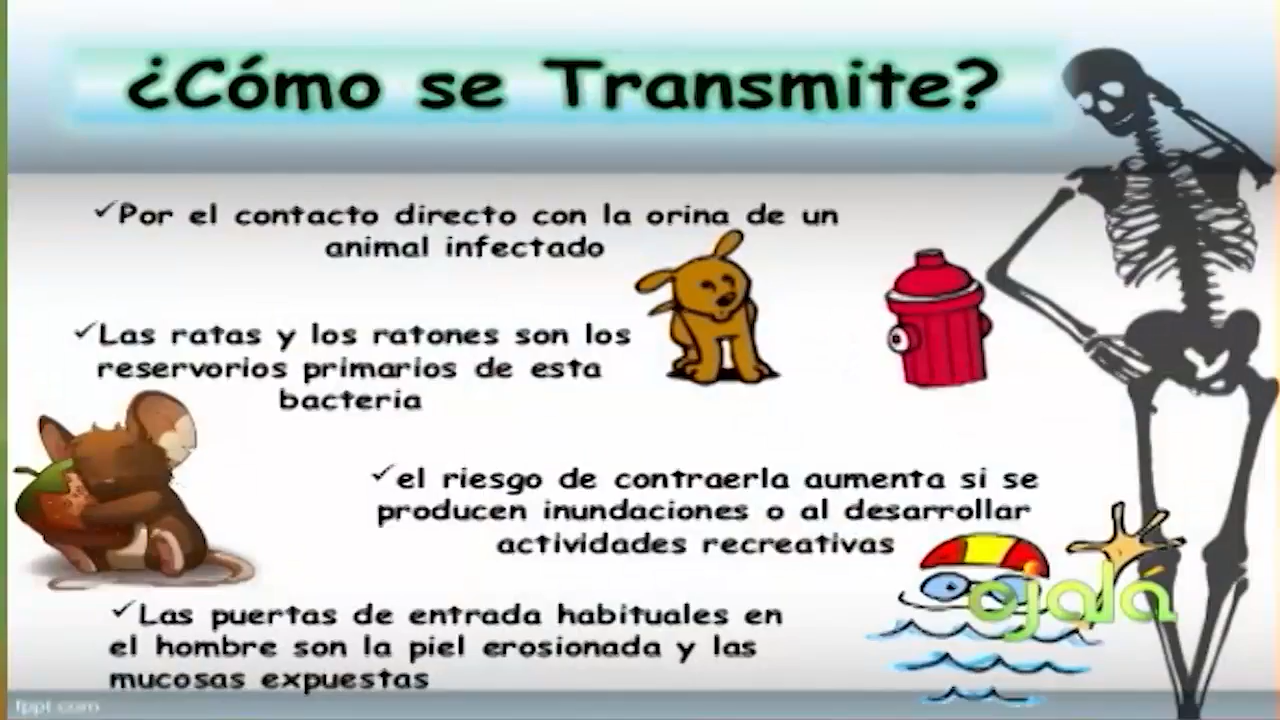 ¿Cómo se Transmite?
✓Por el contacto directo con la orina de un
animal infectado
✓Las ratas y los ratones son los
reservorios primarios de esta
bacteria
✓el riesgo de contraerla aumenta si se
producen inundaciones o al desarrollar
actividades recreativas
ojalá
✓Las puertas de entrada habituales en
el hombre son la piel erosionada y las
mucosas expuestas
fppt.com